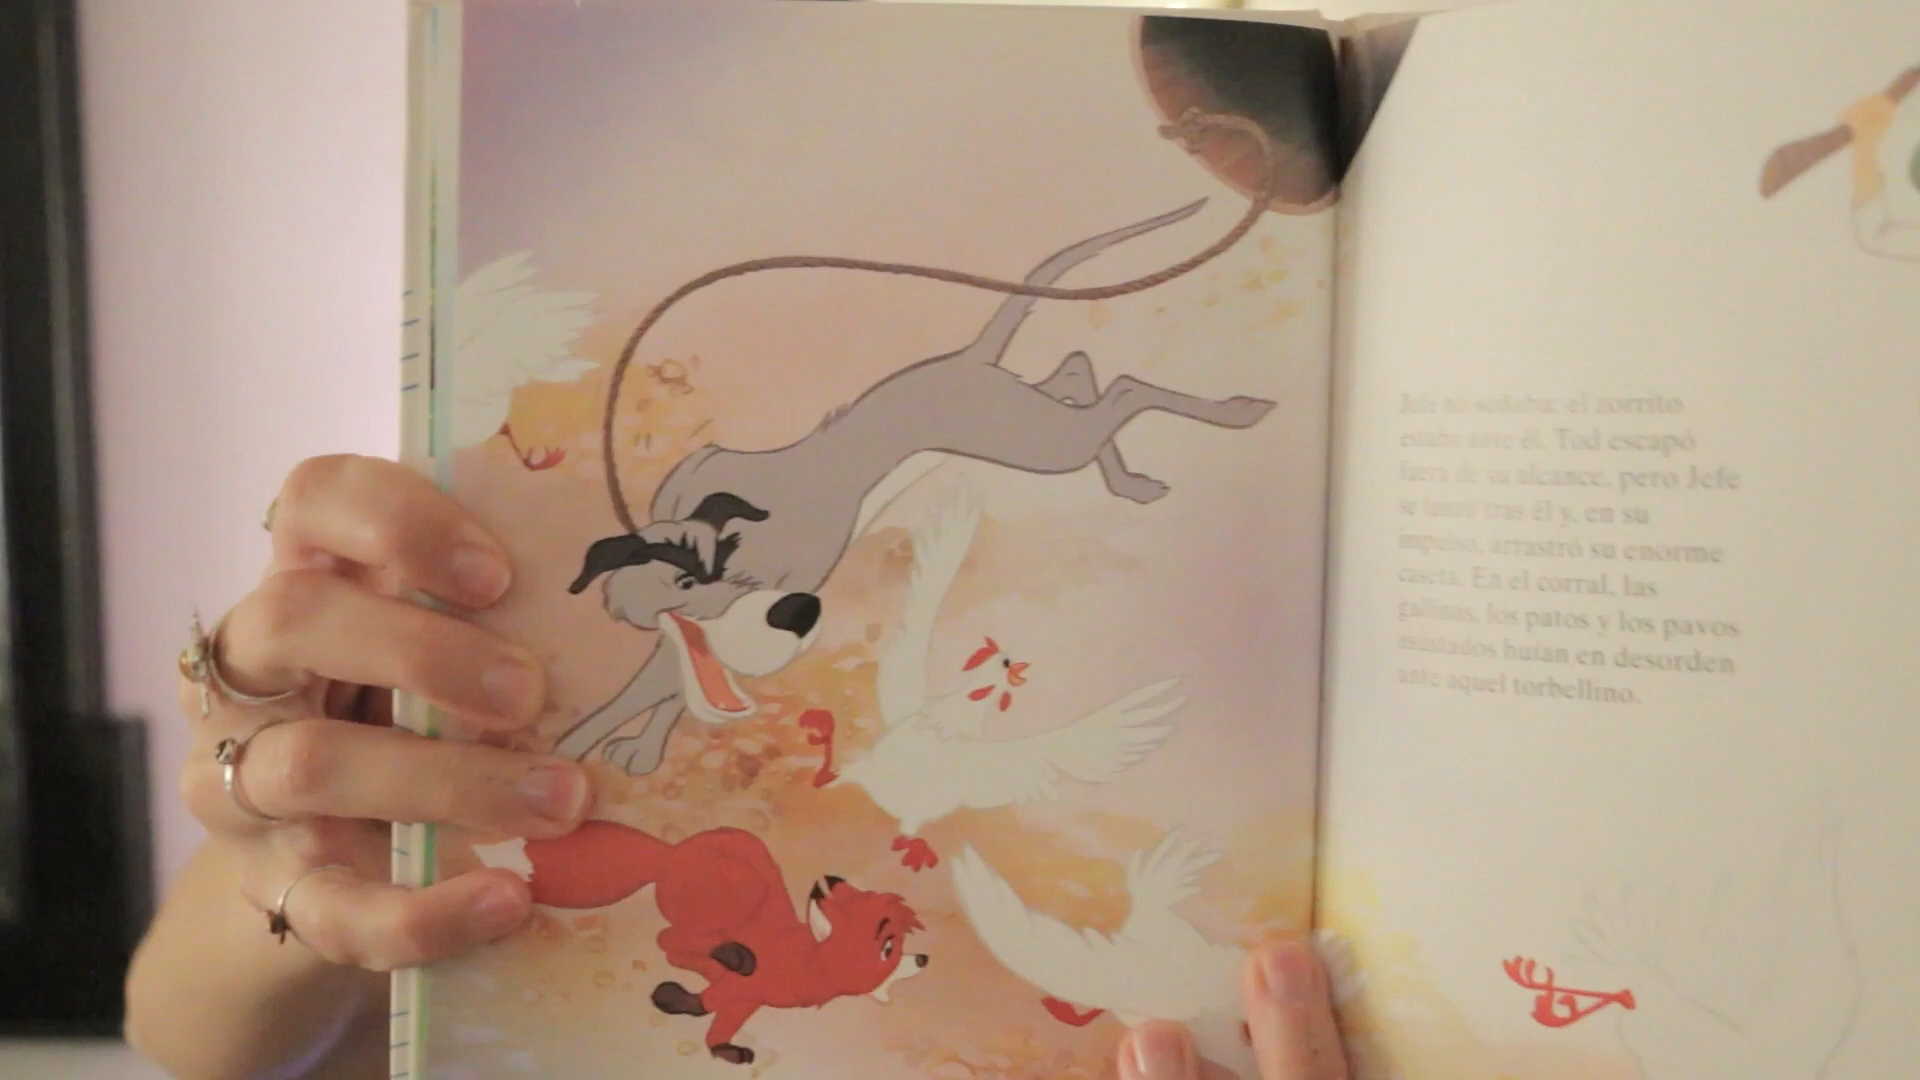 Jefe no soñaba: el zorrito
estaba ante él. Tod escapó
fuera de su alcance, pero Jefe
se lanzó tras él y, en su
impulso, arrastró su enorme
caseta. En el corral, las
gallinas, los patos y los pavos
asustados huían en desorden
ante aquel torbellino.